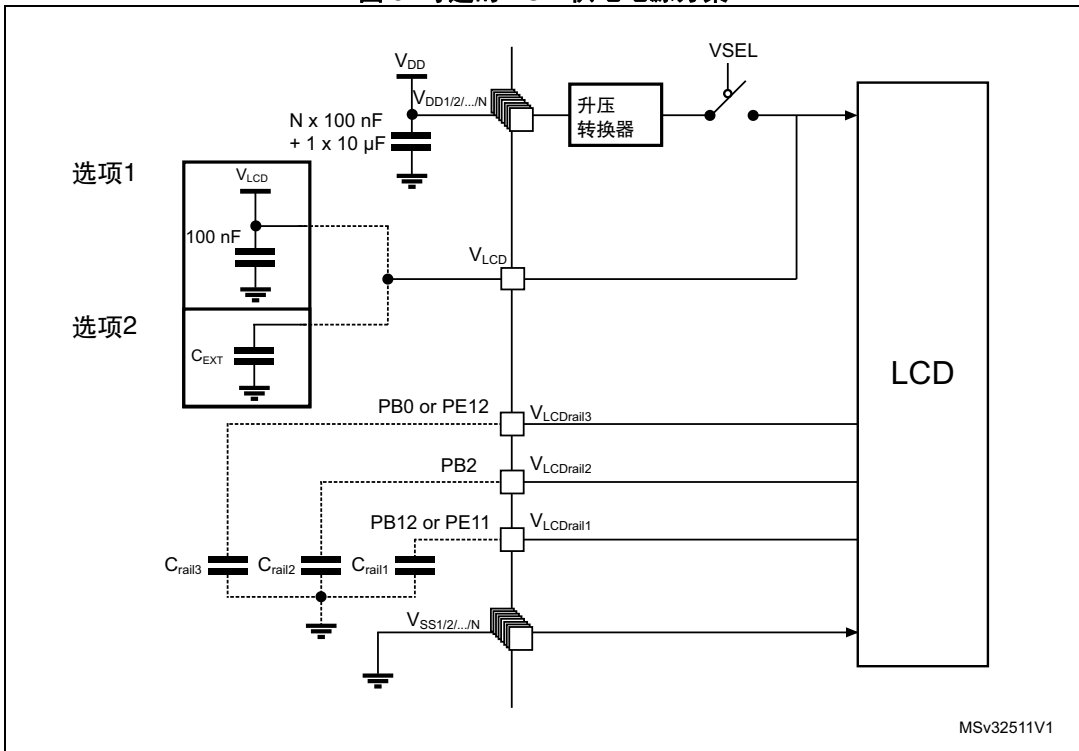 VSEL
VDD
VDD1/2/.../N
升压
转换器
N x 100 nF
+ 1 x 10 µF
选项1
VLCD
100 nF
VLCD
选项2
CEXT
LCD
PB0 or PE12
VLCDrail3
PB2
VLCDrail2
PB12 or PE11
VLCDrail1
Crail3
Crail2
Crail1
VSS1/2/.../N
MSv32511V1